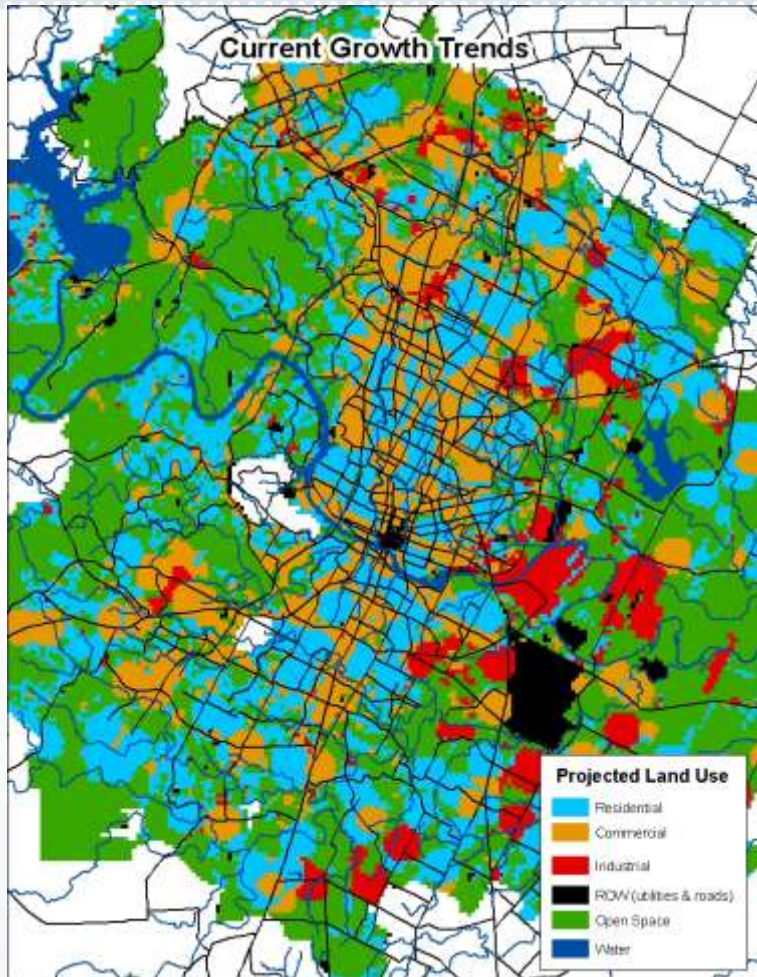 Current Growth Trends
Projected Land Use
Residential
Commercial
Industrial
ROW (utilities & roads)
Open Space
Water